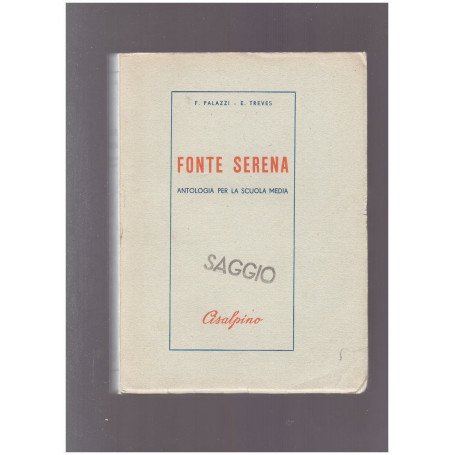 F. PALAZZI - E. TREVES
FONTE SERENA
ANTOLOGIA PER LA SCUOLA MEDIA
SAGGIO
Cisalpino